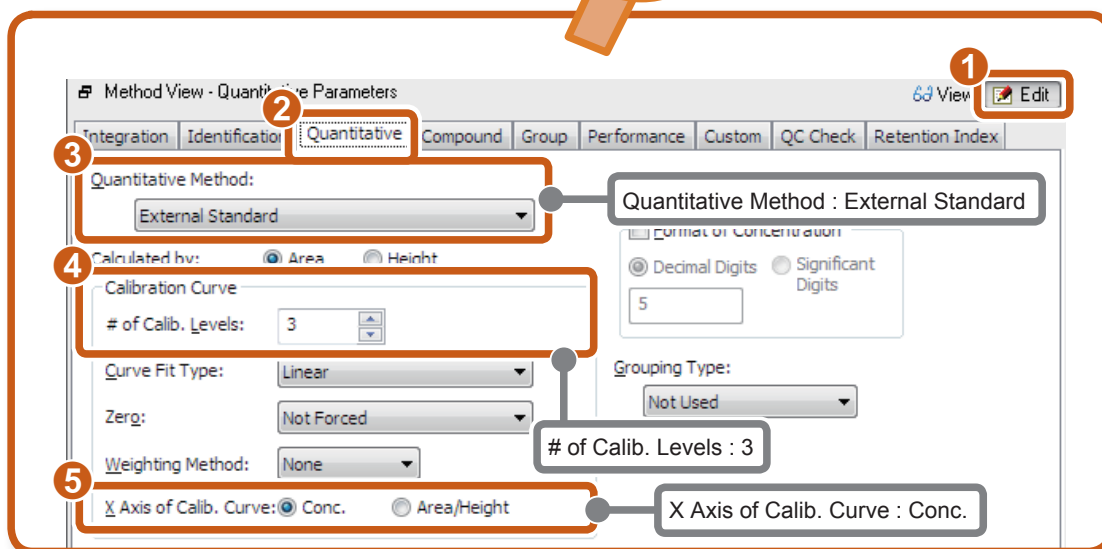 1
Method View - Quantitative Parameters
View Edit
2
Integration Identification Quantitative Compound Group Performance Custom QC Check Retention Index
3
Quantitative Method:
External Standard
Quantitative Method : External Standard
Format of Concentration
Calculated by: Area Height
Decimal Digits Significant Digits
5
4
Calibration Curve
# of Calib. Levels: 3
Curve Fit Type: Linear
Grouping Type:
Not Used
Zero: Not Forced
# of Calib. Levels : 3
Weighting Method: None
5
X Axis of Calib. Curve: Conc. Area/Height
X Axis of Calib. Curve : Conc.